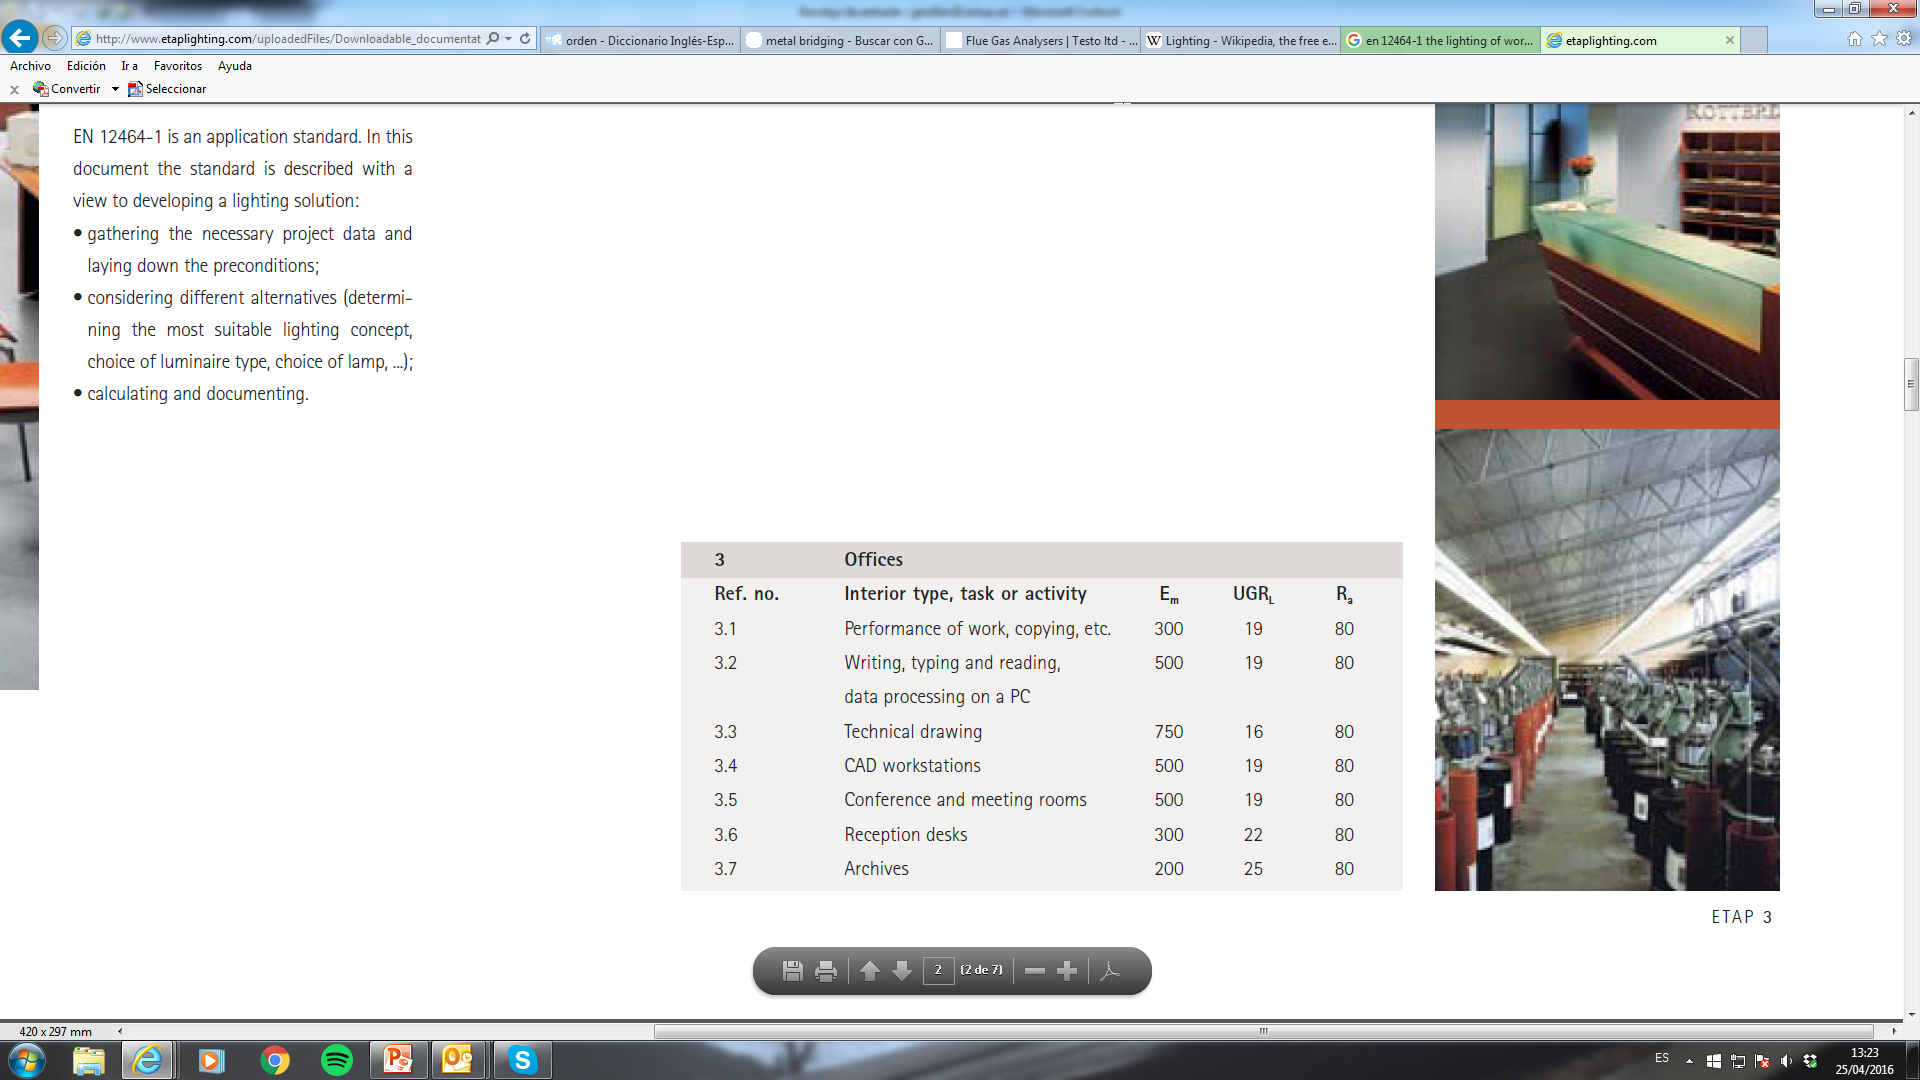 http://www.etaplighting.com/uploadedFiles/Downloadable_documentat
orden - Diccionario Inglés-Esp...
metal bridging - Buscar con G...
Flue Gas Analysers | Testo ltd - ...
Lighting - Wikipedia, the free e...
en 12464-1 the lighting of wor...
etaplighting.com
Archivo Edición Ir a Favoritos Ayuda
x Convertir Seleccionar
EN 12464-1 is an application standard. In this
document the standard is described with a
view to developing a lighting solution:
• gathering the necessary project data and
laying down the preconditions;
• considering different alternatives (determi-
ning the most suitable lighting concept,
choice of luminaire type, choice of lamp, ...);
• calculating and documenting.
3 Offices
Ref. no. Interior type, task or activity Em UGRL Ra
3.1 Performance of work, copying, etc. 300 19 80
3.2 Writing, typing and reading, 500 19 80
data processing on a PC
3.3 Technical drawing 750 16 80
3.4 CAD workstations 500 19 80
3.5 Conference and meeting rooms 500 19 80
3.6 Reception desks 300 22 80
3.7 Archives 200 25 80
ETAP 3
2 (2 de 7)
420 x 297 mm
ES
13:23
25/04/2016